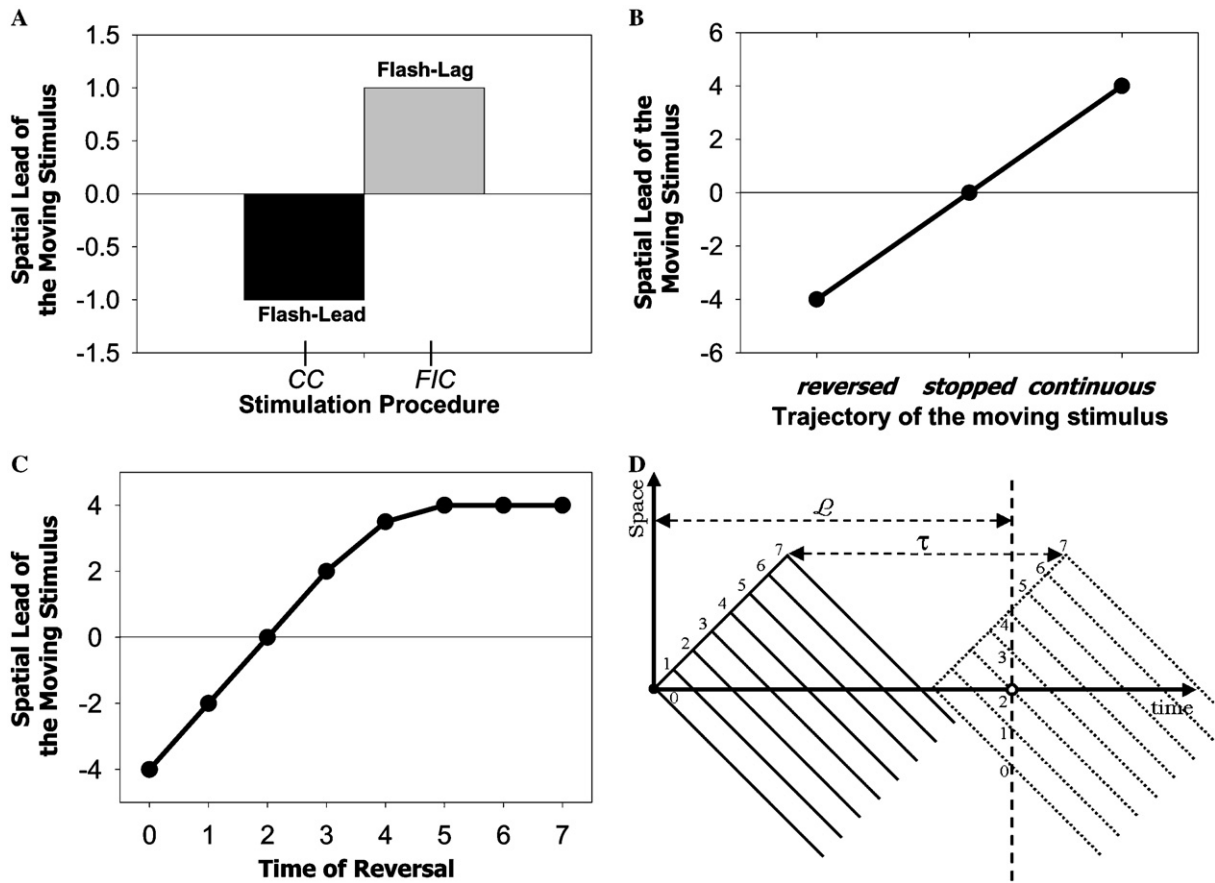 A
Spatial Lead of
the Moving Stimulus
1.5
1.0
0.5
0.0
-0.5
-1.0
-1.5
Flash-Lag
Flash-Lead
CC FIC
Stimulation Procedure
B
Spatial Lead of the
Moving Stimulus
6
4
2
0
-2
-4
-6
reversed stopped continuous
Trajectory of the moving stimulus
C
Spatial Lead of
the Moving Stimulus
4
2
0
-2
-4
0 1 2 3 4 5 6 7
Time of Reversal
D
Space
ℒ
τ
7
6
5
4
3
2
1
0
7
6
5
4
3
2
1
0
time